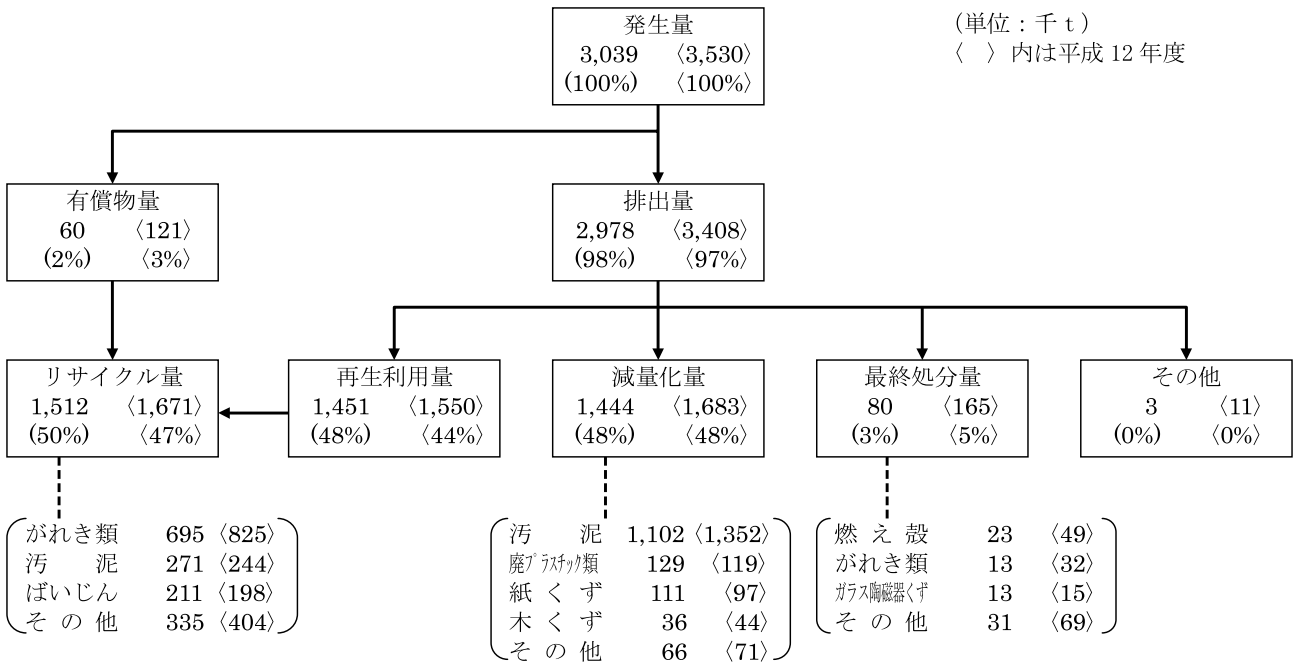 発生量
3,039 〈3,530〉
(100%) 〈100%〉
(単位：千ｔ)
〈 〉内は平成 12 年度
有償物量
60 〈121〉
(2%) 〈3%〉
排出量
2,978 〈3,408〉
(98%) 〈97%〉
リサイクル量
1,512 〈1,671〉
(50%) 〈47%〉
再生利用量
1,451 〈1,550〉
(48%) 〈44%〉
減量化量
1,444 〈1,683〉
(48%) 〈48%〉
最終処分量
80 〈165〉
(3%) 〈5%〉
その他
3 〈11〉
(0%) 〈0%〉
がれき類 695 〈825〉
汚 泥 271 〈244〉
ばいじん 211 〈198〉
そ の 他 335 〈404〉
汚 泥 1,102 〈1,352〉
廃ﾌﾟﾗｽﾁｯｸ類 129 〈119〉
紙 く ず 111 〈97〉
木 く ず 36 〈44〉
そ の 他 66 〈71〉
燃 え 殻 23 〈49〉
がれき類 13 〈32〉
ガラス陶磁器くず 13 〈15〉
そ の 他 31 〈69〉